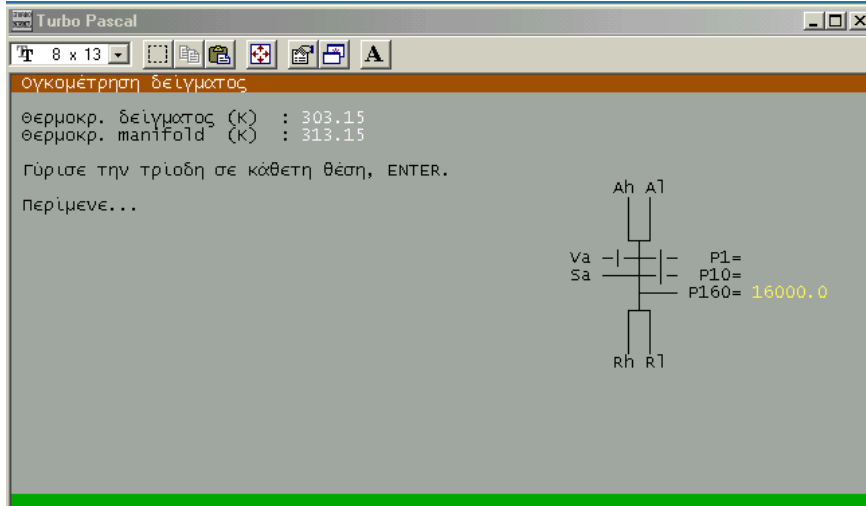 Turbo Pascal
8 x 13
A
Ογκομέτρηση δείγματος
Θερμοκρ. δείγματος (K) : 303.15
Θερμοκρ. manifold (K) : 313.15
Γύρισε την τρίοδη σε κάθετη θέση, ENTER.
Περίμενε...
Ah Al
Va P1=
Sa P10=
P160= 16000.0
Rh Rl